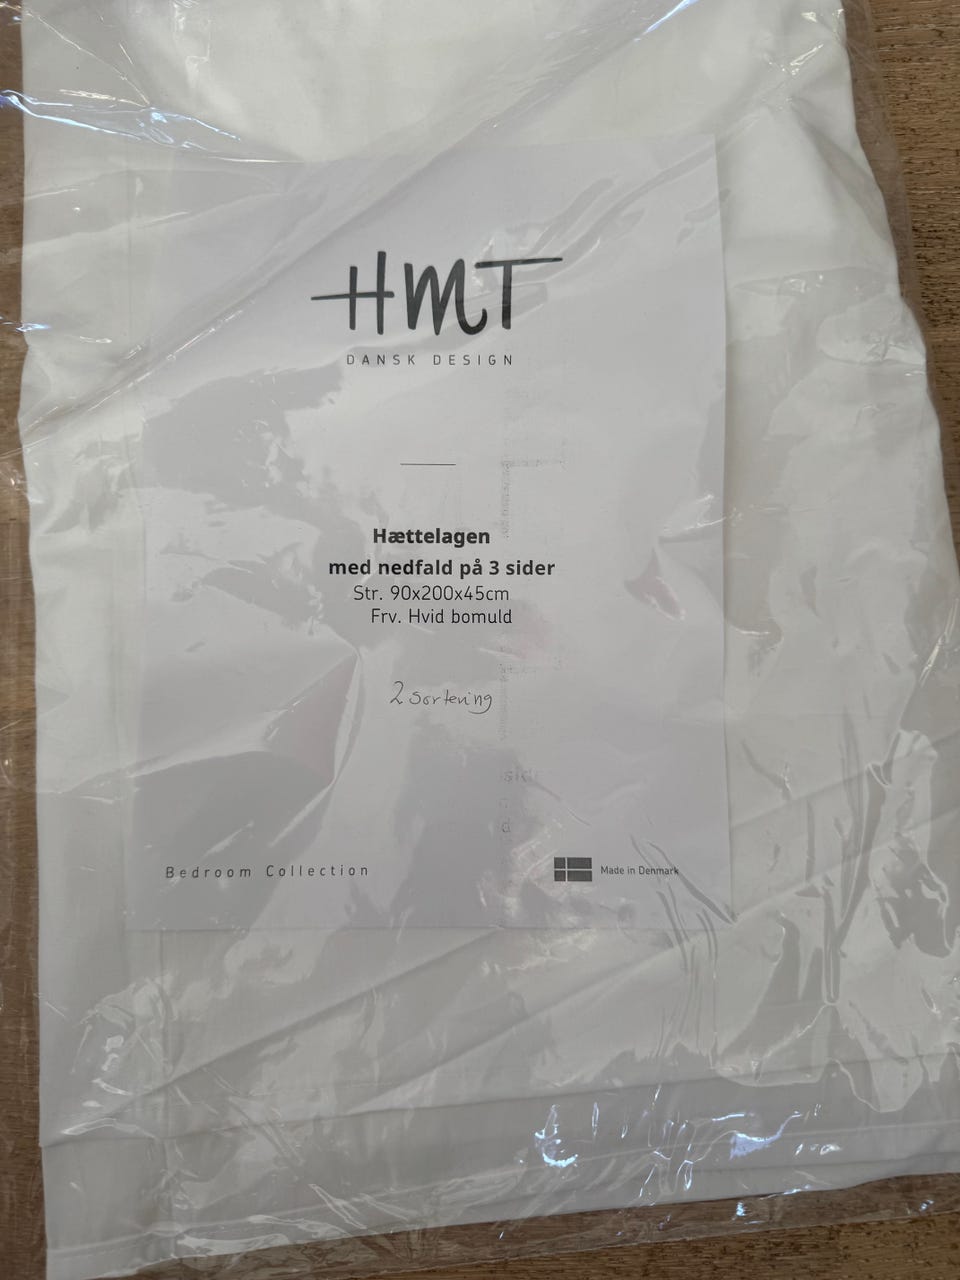 HMT
DANSK DESIGN
Hættelagen
med nedfald på 3 sider
Str. 90x200x45cm
Frv. Hvid bomuld
2 sortering
Bedroom Collection
Made in Denmark